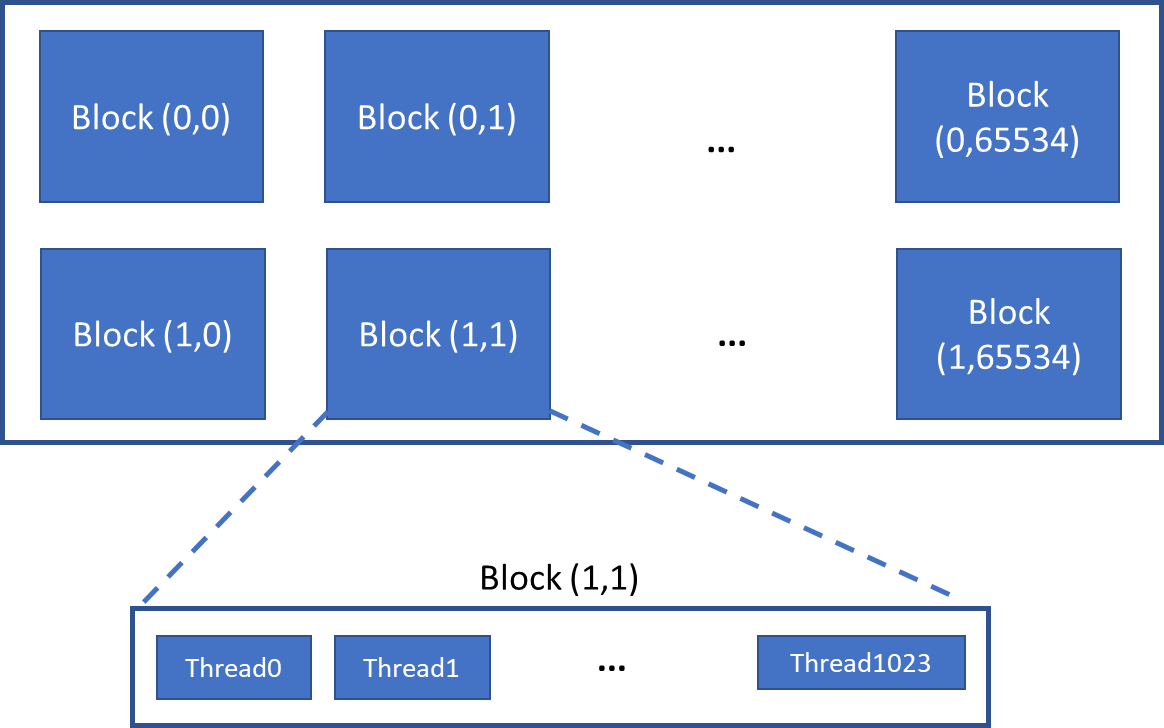 Block (0,0)
Block (0,1)
...
Block
(0,65534)
Block (1,0)
Block (1,1)
...
Block
(1,65534)
Block (1,1)
Thread0
Thread1
...
Thread1023